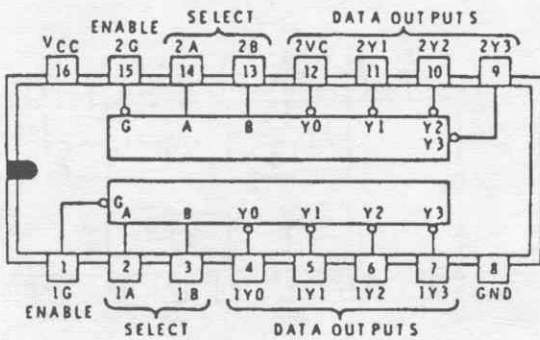 SELECT DATA OUTPUTS
ENABLE
VCC 2G 2A 2B 2VC 2Y1 2Y2 2Y3
16 15 14 13 12 11 10 9
G A B Y0 Y1 Y2
Y3
G
A B Y0 Y1 Y2 Y3
1 2 3 4 5 6 7 8
1G 1A 1B 1Y0 1Y1 1Y2 1Y3 GND
ENABLE
SELECT DATA OUTPUTS